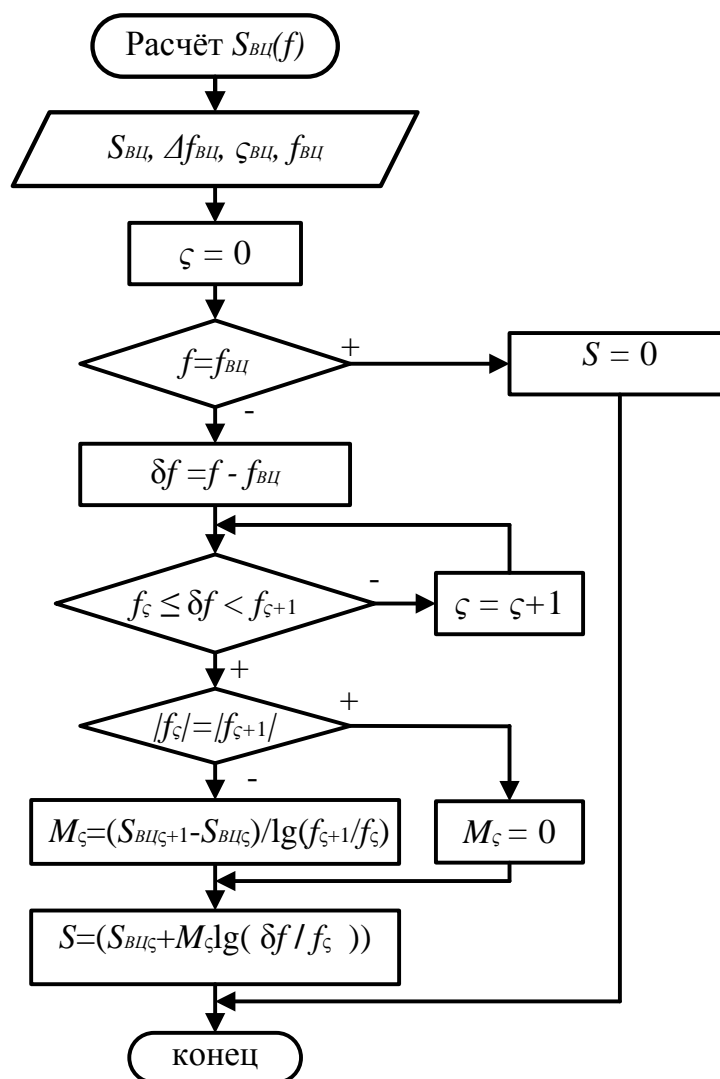 Расчёт SВЦ(f)
SВЦ, ΔfВЦ, ςВЦ, fВЦ
ς = 0
f=fВЦ
+
S = 0
-
δf =f - fВЦ
fς ≤ δf < fς+1
-
ς = ς+1
+
|fς|=|fς+1|
+
-
Mς=(SВЦς+1-SВЦς)/lg(fς+1/fς)
Mς = 0
S=(SВЦς+Mςlg( δf / fς ))
конец